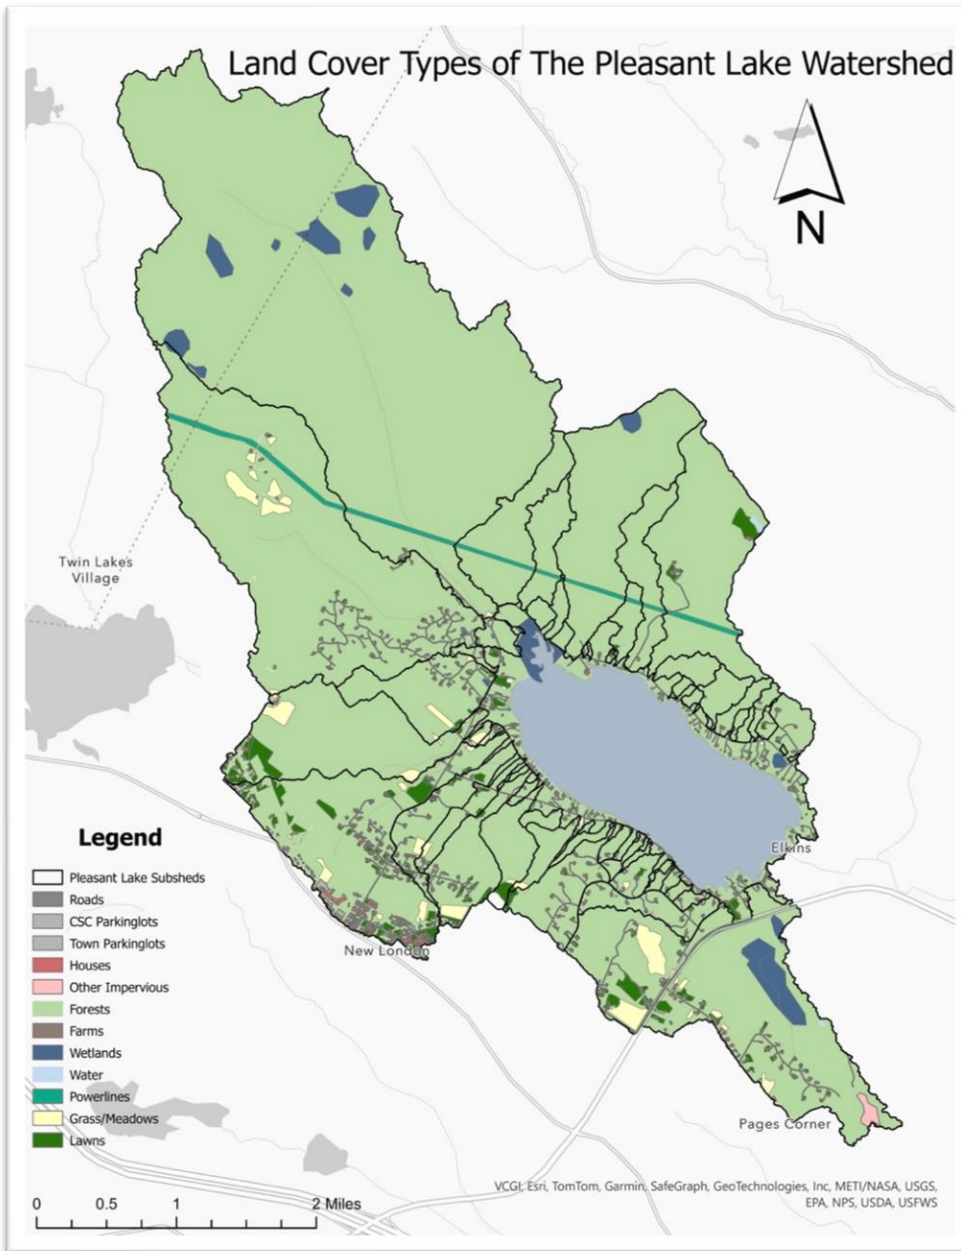 Land Cover Types of The Pleasant Lake Watershed
N
Twin Lakes
Village
Elkins
New London
Pages Corner
Legend
Pleasant Lake Subsheds
Roads
CSC Parkinglots
Town Parkinglots
Houses
Other Impervious
Forests
Farms
Wetlands
Water
Powerlines
Grass/Meadows
Lawns
0 0.5 1 2 Miles
VCGI, Esri, TomTom, Garmin, SafeGraph, GeoTechnologies, Inc, METI/NASA, USGS,
EPA, NPS, USDA, USFWS